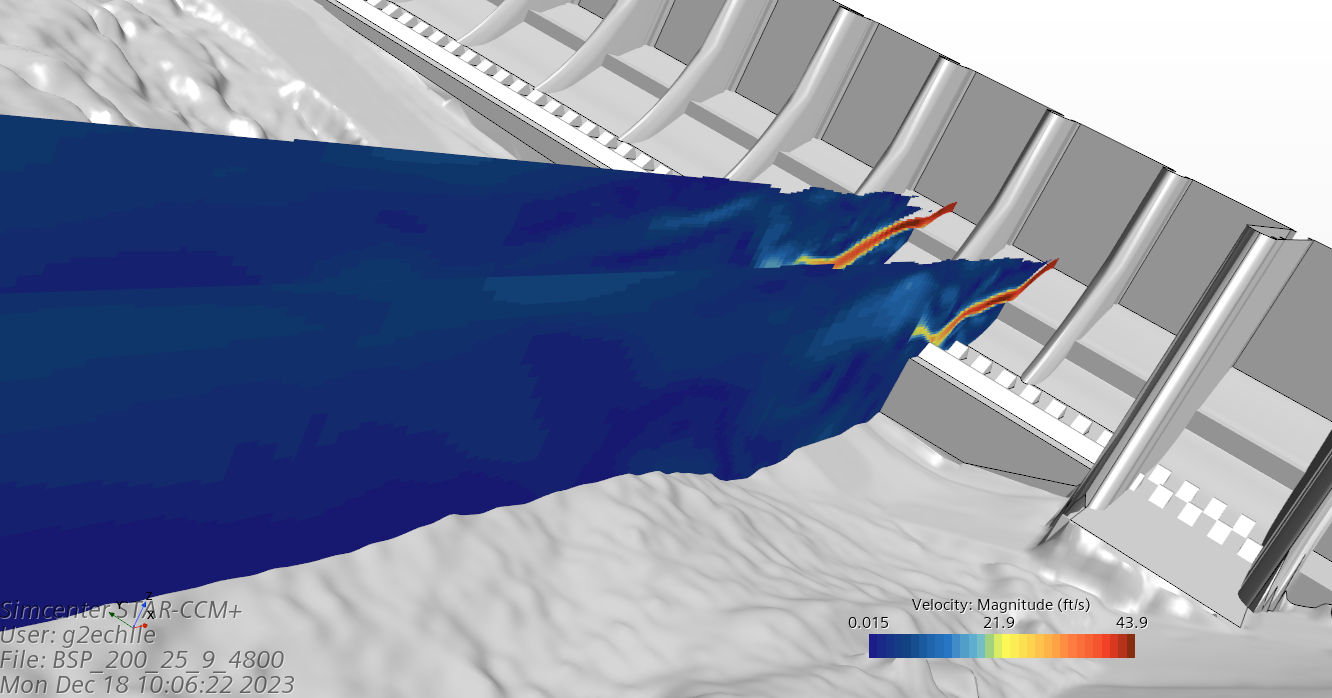 Velocity: Magnitude (ft/s)
0.015 21.9 43.9
Z
Y
X
Simcenter STAR-CCM+
User: g2echlle
File: BSP_200_25_9_4800
Mon Dec 18 10:06:22 2023